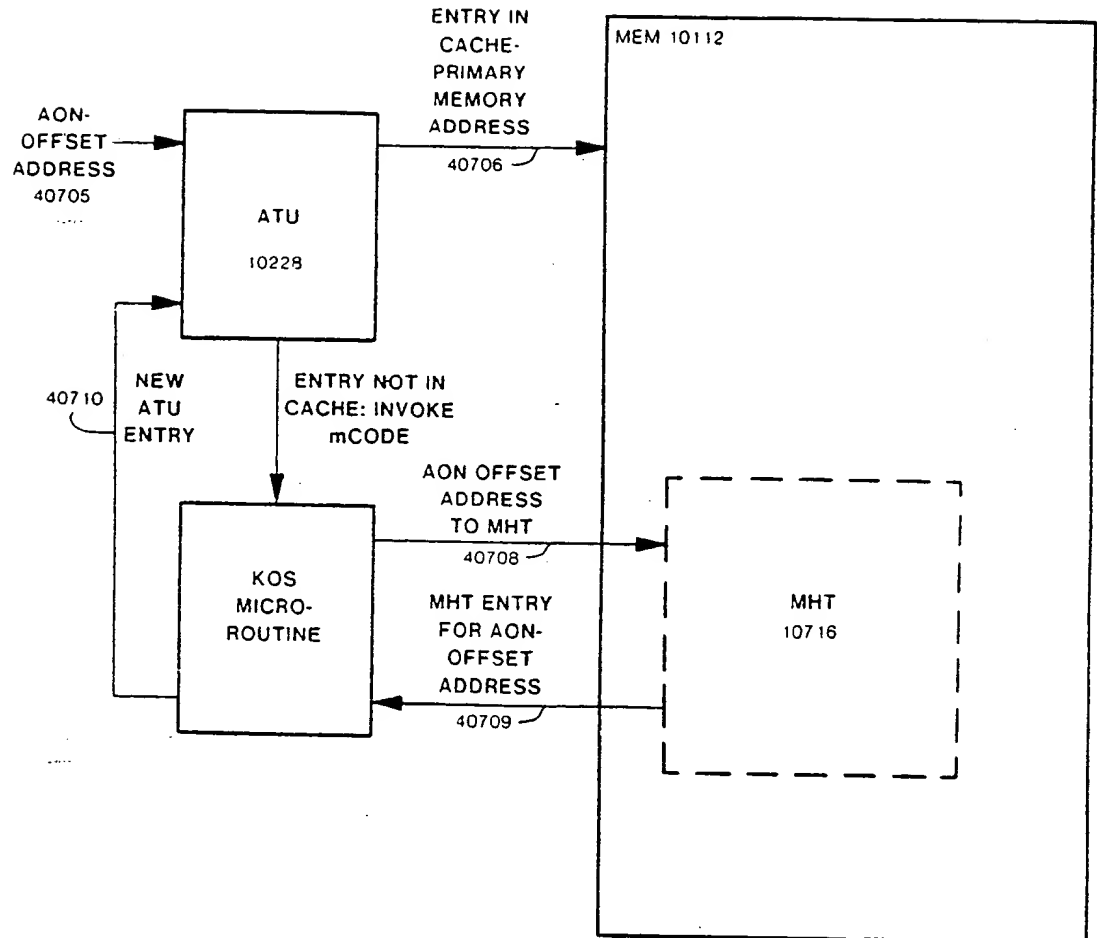 ENTRY IN
CACHE-
PRIMARY
MEMORY
ADDRESS
40706
MEM 10112
AON-
OFFSET
ADDRESS
40705
ATU
10228
40710
NEW
ATU
ENTRY
ENTRY NOT IN
CACHE: INVOKE
mCODE
AON OFFSET
ADDRESS
TO MHT
40708
KOS
MICRO-
ROUTINE
MHT ENTRY
FOR AON-
OFFSET
ADDRESS
40709
MHT
10716